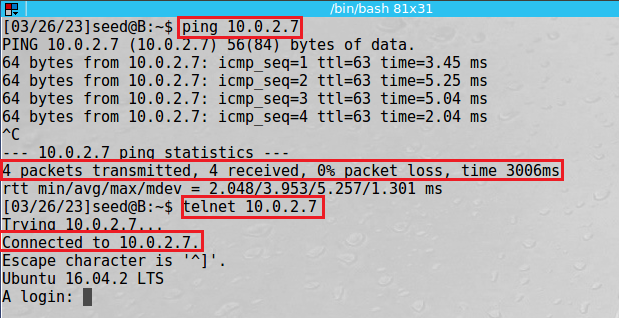 /bin/bash 81x31
[03/26/23]seed@B:~$ ping 10.0.2.7
PING 10.0.2.7 (10.0.2.7) 56(84) bytes of data.
64 bytes from 10.0.2.7: icmp_seq=1 ttl=63 time=3.45 ms
64 bytes from 10.0.2.7: icmp_seq=2 ttl=63 time=5.25 ms
64 bytes from 10.0.2.7: icmp_seq=3 ttl=63 time=5.04 ms
64 bytes from 10.0.2.7: icmp_seq=4 ttl=63 time=2.04 ms
^C
--- 10.0.2.7 ping statistics ---
4 packets transmitted, 4 received, 0% packet loss, time 3006ms
rtt min/avg/max/mdev = 2.048/3.953/5.257/1.301 ms
[03/26/23]seed@B:~$ telnet 10.0.2.7
Trying 10.0.2.7...
Connected to 10.0.2.7.
Escape character is '^]'.
Ubuntu 16.04.2 LTS
A login: